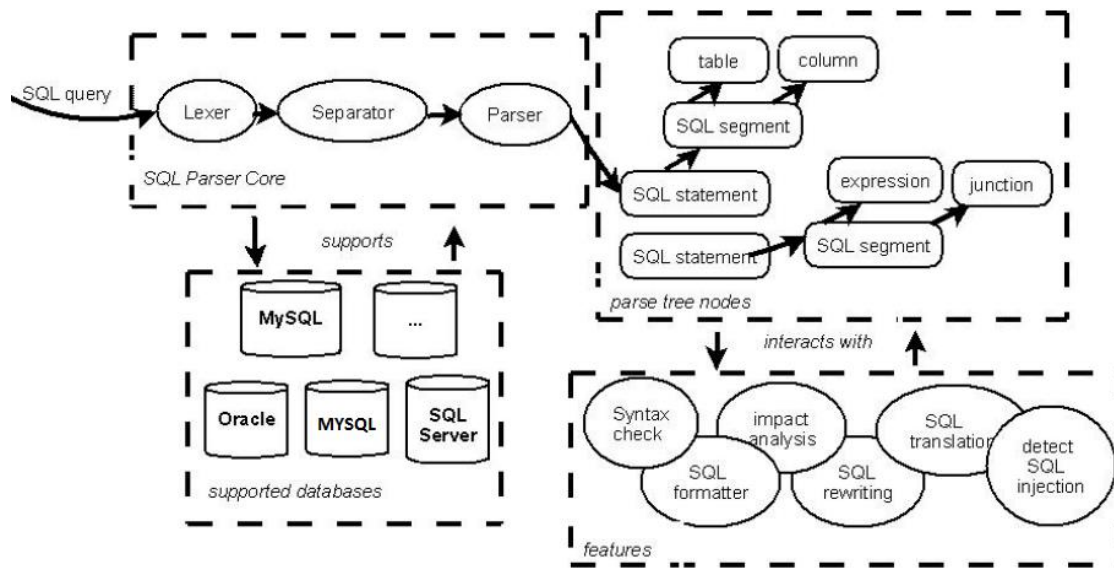 SQL query
Lexer
Separator
Parser
SQL Parser Core
table
column
SQL segment
SQL statement
expression
junction
SQL segment
SQL statement
parse tree nodes
supports
MySQL
...
Oracle
MYSQL
SQL
Server
supported databases
interacts with
Syntax
check
impact
analysis
SQL
translation
detect
SQL
injection
SQL
formatter
SQL
rewriting
features